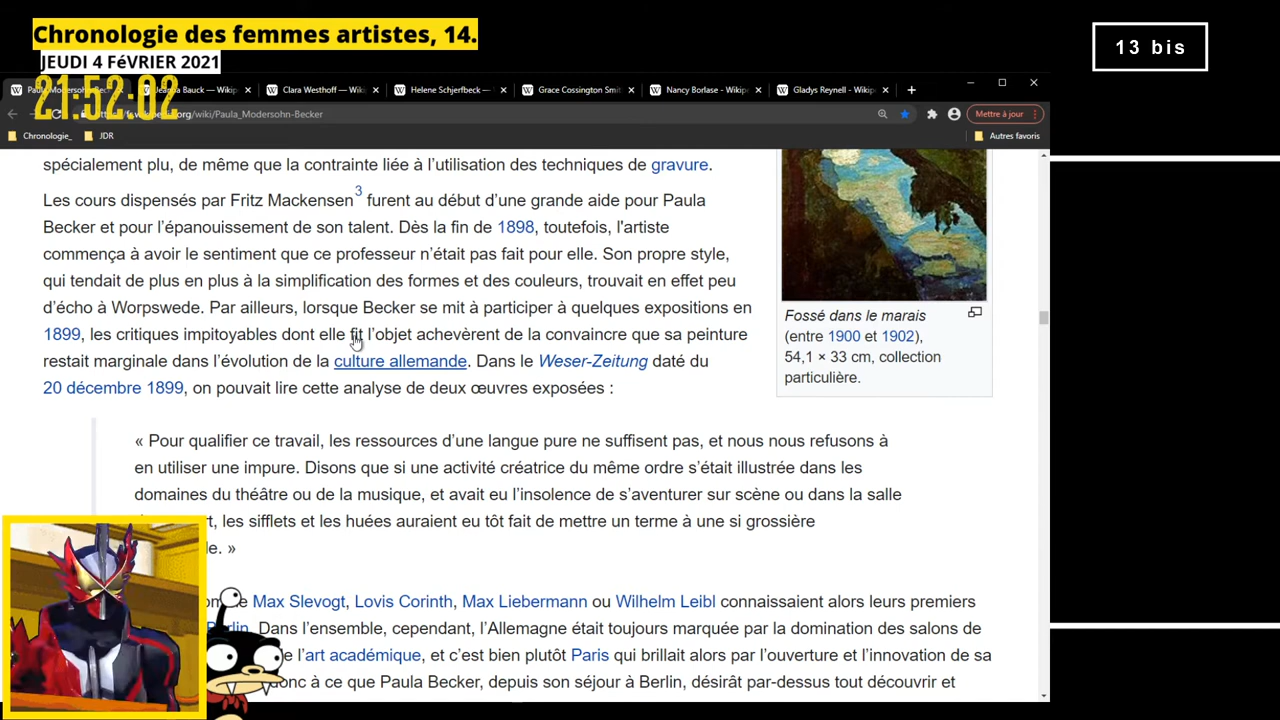 Chronologie des femmes artistes, 14.
JEUDI 4 FéVRIER 2021
21:52:02
13 bis
Jeanna Bauck — Wikip
Clara Westhoff — Wiki
Helene Schjerfbeck —
Grace Cossington Smit
Nancy Borlase - Wikip
Gladys Reynell - Wikip
.org/wiki/Paula_Modersohn-Becker
Mettre à jour
Chronologie_
JDR
Autres favoris
spécialement plu, de même que la contrainte liée à l'utilisation des techniques de gravure.
Les cours dispensés par Fritz Mackensen3 furent au début d'une grande aide pour Paula
Becker et pour l'épanouissement de son talent. Dès la fin de 1898, toutefois, l'artiste
commença à avoir le sentiment que ce professeur n'était pas fait pour elle. Son propre style,
qui tendait de plus en plus à la simplification des formes et des couleurs, trouvait en effet peu
d'écho à Worpswede. Par ailleurs, lorsque Becker se mit à participer à quelques expositions en
1899, les critiques impitoyables dont elle fit l'objet achevèrent de la convaincre que sa peinture
restait marginale dans l'évolution de la culture allemande. Dans le Weser-Zeitung daté du
20 décembre 1899, on pouvait lire cette analyse de deux œuvres exposées :
Fossé dans le marais
(entre 1900 et 1902),
54,1 × 33 cm, collection
particulière.
« Pour qualifier ce travail, les ressources d'une langue pure ne suffisent pas, et nous nous refusons à
en utiliser une impure. Disons que si une activité créatrice du même ordre s'était illustrée dans les
domaines du théâtre ou de la musique, et avait eu l'insolence de s'aventurer sur scène ou dans la salle
les sifflets et les huées auraient eu tôt fait de mettre un terme à une si grossière
»
Max Slevogt, Lovis Corinth, Max Liebermann ou Wilhelm Leibl connaissaient alors leurs premiers
Berlin. Dans l'ensemble, cependant, l'Allemagne était toujours marquée par la domination des salons de
l'art académique, et c'est bien plutôt Paris qui brillait alors par l'ouverture et l'innovation de sa
donc à ce que Paula Becker, depuis son séjour à Berlin, désirât par-dessus tout découvrir et